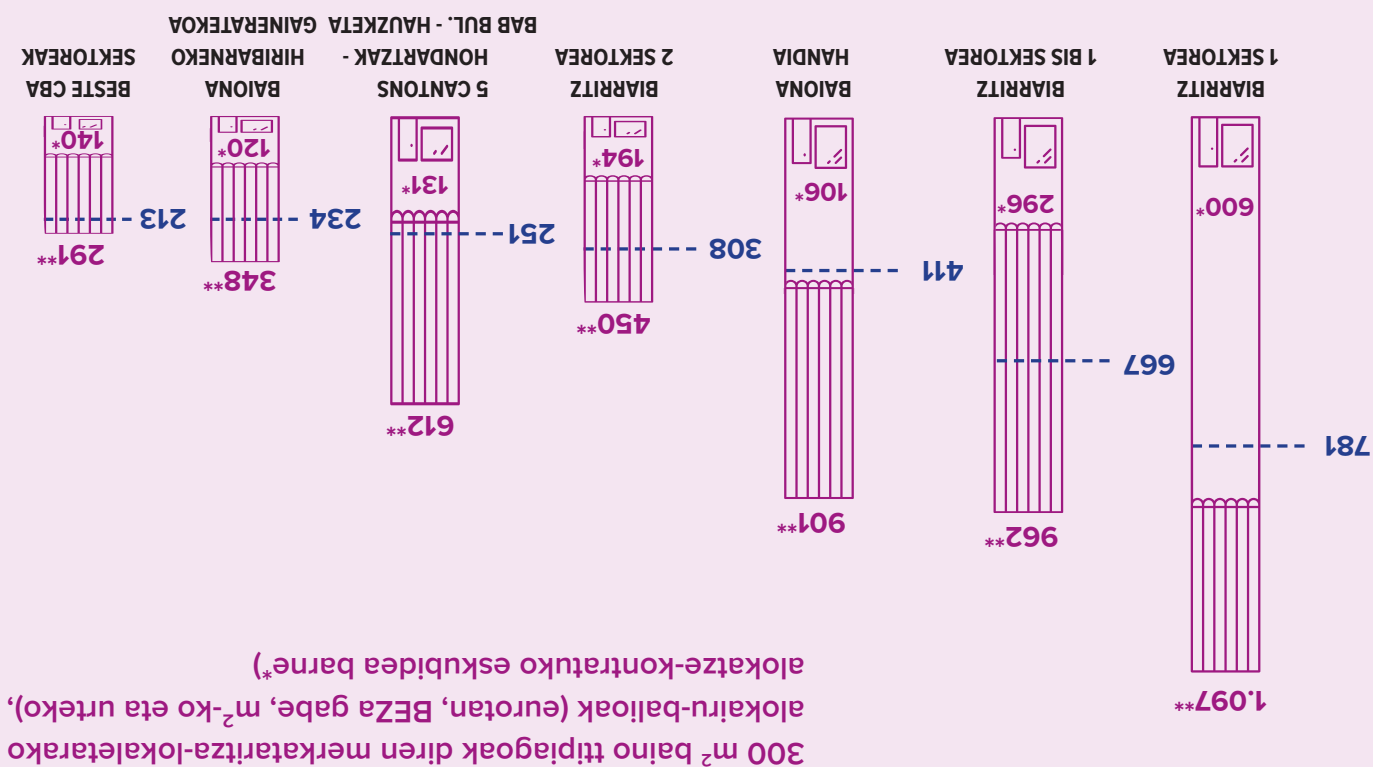 300 m² baino ttipiagoak diren merkataritza-lokaletarako
alokairu-balioak (eurotan, BEZa gabe, m²-ko eta urteko),
alokatze-kontratuko eskubidea barne*)
1.097**
781
600*
BIARRITZ
1 SEKTOREA
962**
667
296*
BIARRITZ
1 BIS SEKTOREA
901**
411
106*
BAIONA
HANDIA
450**
308
194*
BIARRITZ
2 SEKTOREA
612**
251
131*
5 CANTONS
HONDARTZAK -
BAB BUL. - HAUZKETA
348**
234
120*
BAIONA
HIRIBARNEKO
GAINERATEKOA
291**
213
140*
BESTE CBA
SEKTOREAK